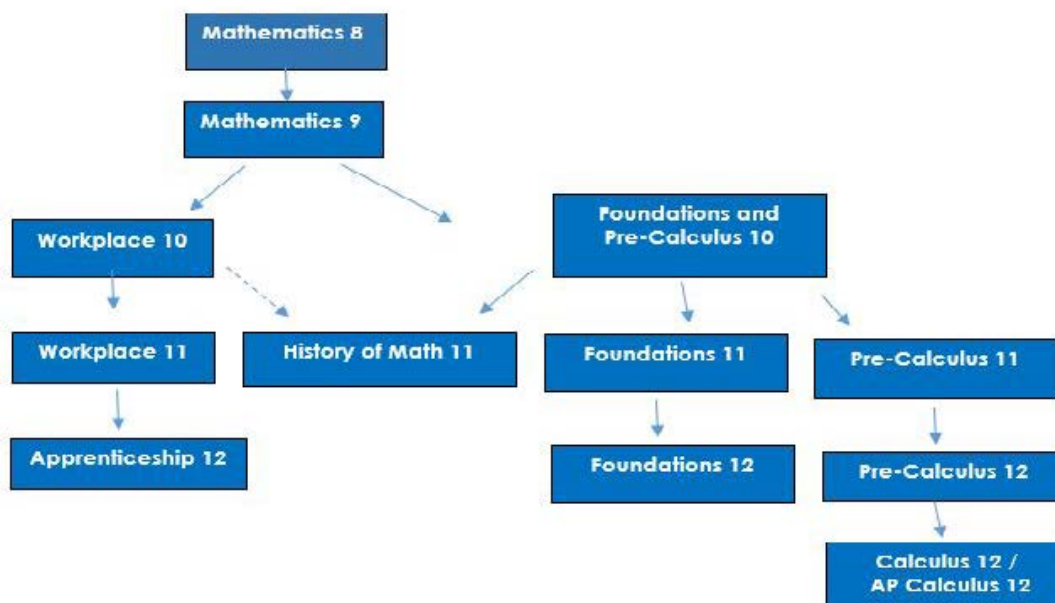 Mathematics 8
Mathematics 9
Foundations and
Pre-Calculus 10
Workplace 10
Workplace 11
History of Math 11
Foundations 11
Pre-Calculus 11
Apprenticeship 12
Foundations 12
Pre-Calculus 12
Calculus 12 /
AP Calculus 12